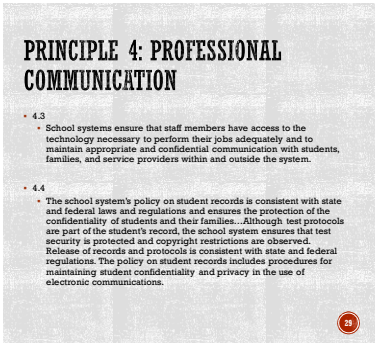 PRINCIPLE 4: PROFESSIONAL
COMMUNICATION
• 4.3
• School systems ensure that staff members have access to the
technology necessary to perform their jobs adequately and to
maintain appropriate and confidential communication with students,
families, and service providers within and outside the system.
• 4.4
• The school system's policy on student records is consistent with state
and federal laws and regulations and ensures the protection of the
confidentiality of students and their families...Although test protocols
are part of the student's record, the school system ensures that test
security is protected and copyright restrictions are observed.
Release of records and protocols is consistent with state and federal
regulations. The policy on student records includes procedures for
maintaining student confidentiality and privacy in the use of
electronic communications.
29